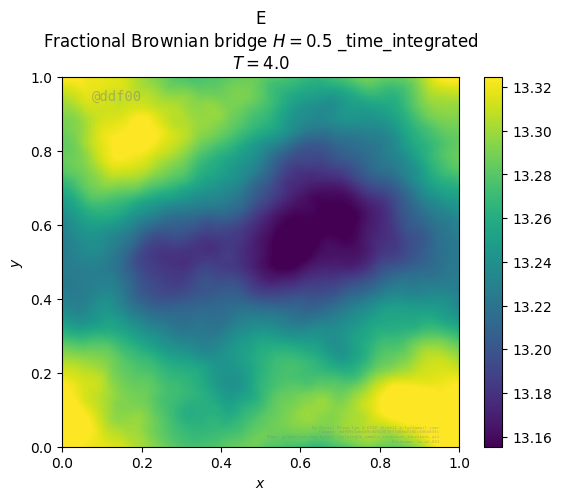 E
Fractional Brownian bridge H = 0.5 _time_integrated
T = 4.0
@ddf00
1.0
0.8
0.6
0.4
0.2
0.0
y
0.0 0.2 0.4 0.6 0.8 1.0
x
13.32
13.30
13.28
13.26
13.24
13.22
13.20
13.18
13.16